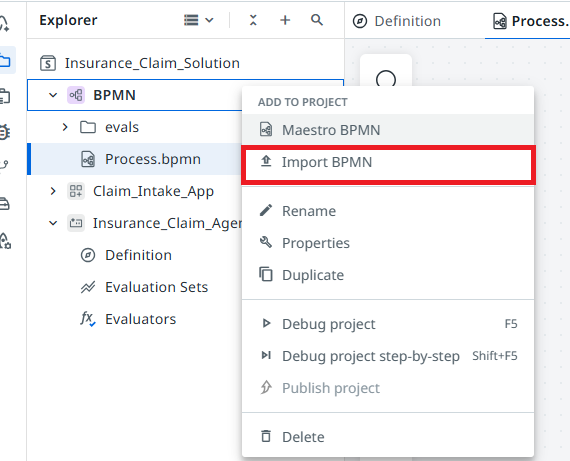 Explorer
Definition
Process.
Insurance_Claim_Solution
BPMN
evals
Process.bpmn
Claim_Intake_App
Insurance_Claim_Agen
Definition
Evaluation Sets
Evaluators
ADD TO PROJECT
Maestro BPMN
Import BPMN
Rename
Properties
Duplicate
Debug project F5
Debug project step-by-step Shift+F5
Publish project
Delete